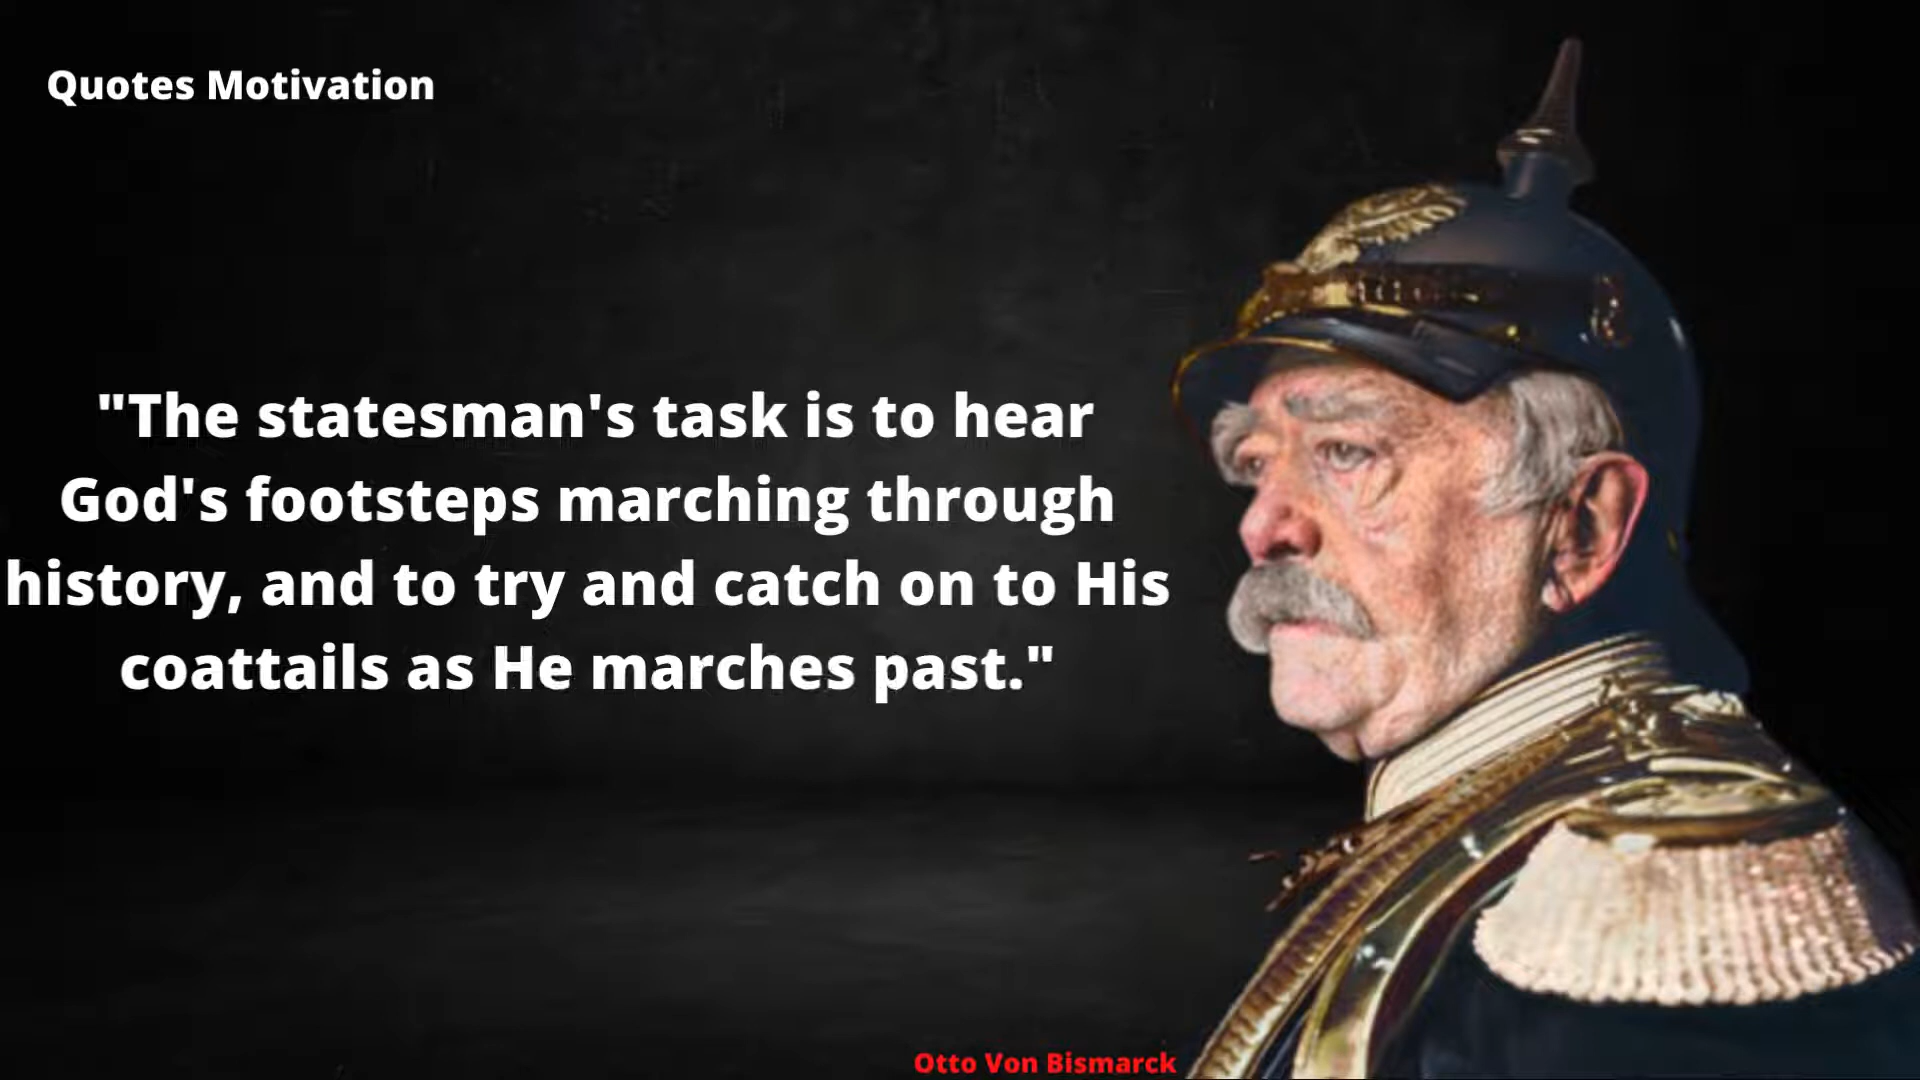 Quotes Motivation
"The statesman's task is to hear
God's footsteps marching through
history, and to try and catch on to His
coattails as He marches past."
Otto Von Bismarck